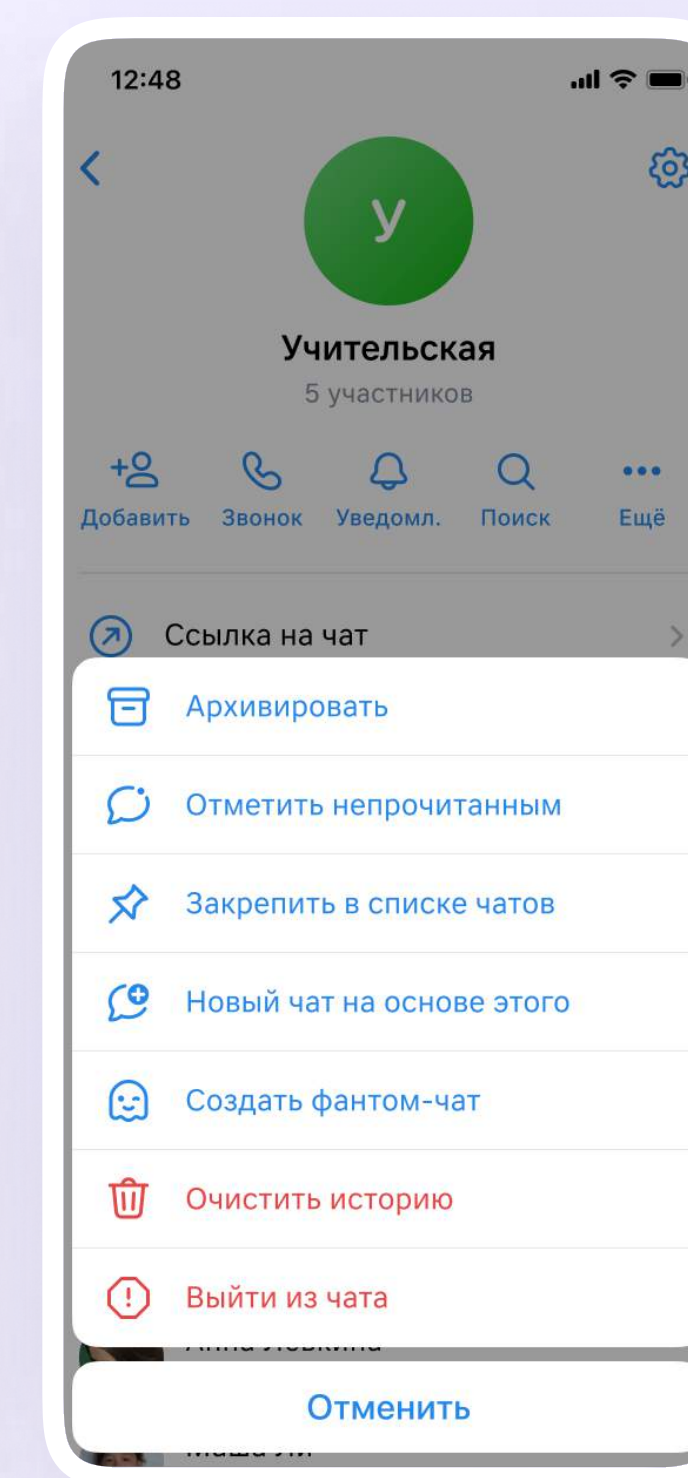 12:48
У
Учительская
5 участников
Добавить Звонок Уведомл. Поиск Ещё
Ссылка на чат
Архивировать
Отметить непрочитанным
Закрепить в списке чатов
Новый чат на основе этого
Создать фантом-чат
Очистить историю
Выйти из чата
Отменить